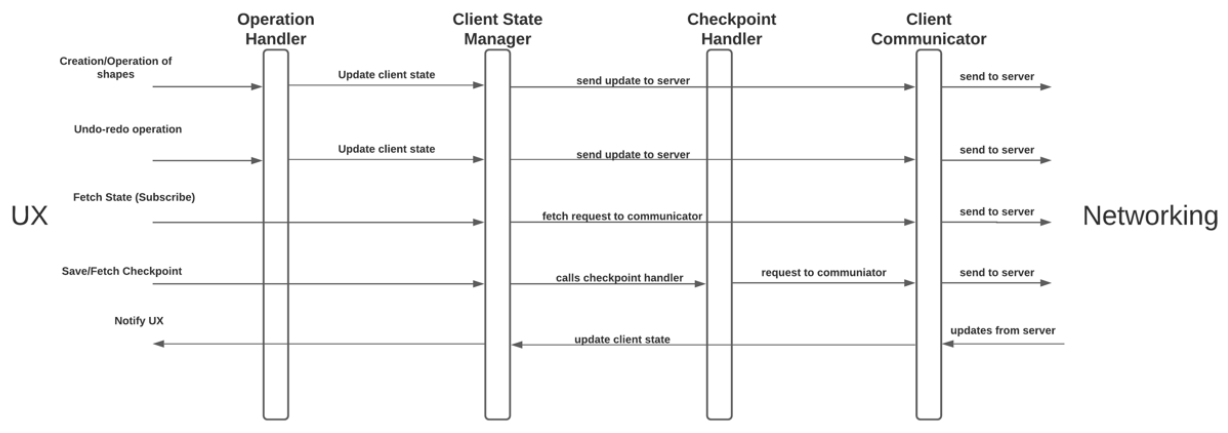 Operation
Handler
Client State
Manager
Checkpoint
Handler
Client
Communicator
Creation/Operation of
shapes
Update client state
send update to server
send to server
Undo-redo operation
Update client state
send update to server
send to server
Fetch State (Subscribe)
fetch request to communicator
send to server
UX
Networking
Save/Fetch Checkpoint
calls checkpoint handler
request to communiator
send to server
Notify UX
update client state
updates from server